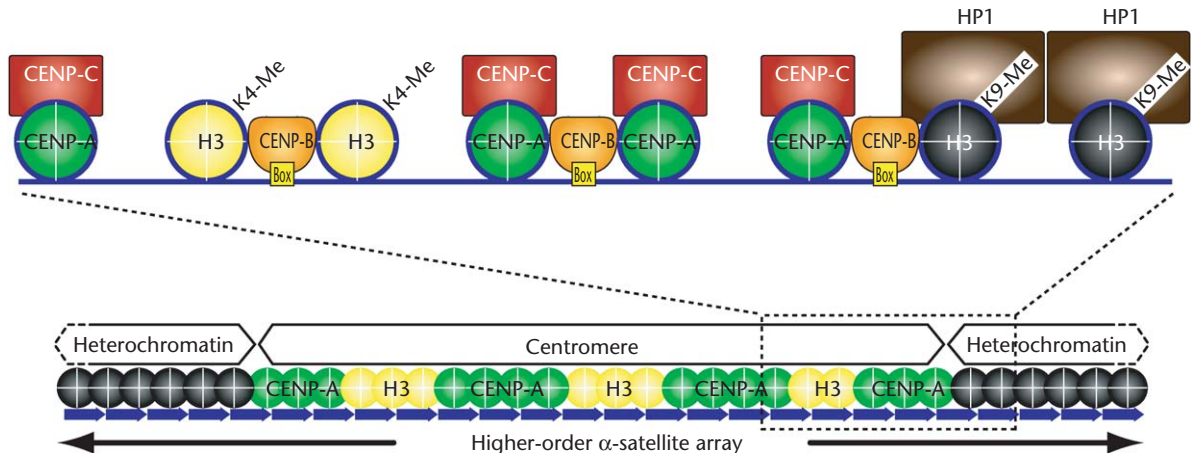 HP1 HP1
CENP-C K4-Me K4-Me CENP-C CENP-C CENP-C K9-Me K9-Me
CENP-A H3 CENP-B H3 CENP-A CENP-B CENP-A CENP-A CENP-B H3 H3
Box Box Box
Heterochromatin Centromere Heterochromatin
CENP-A H3 CENP-A H3 CENP-A H3 CENP-A
Higher-order α-satellite array